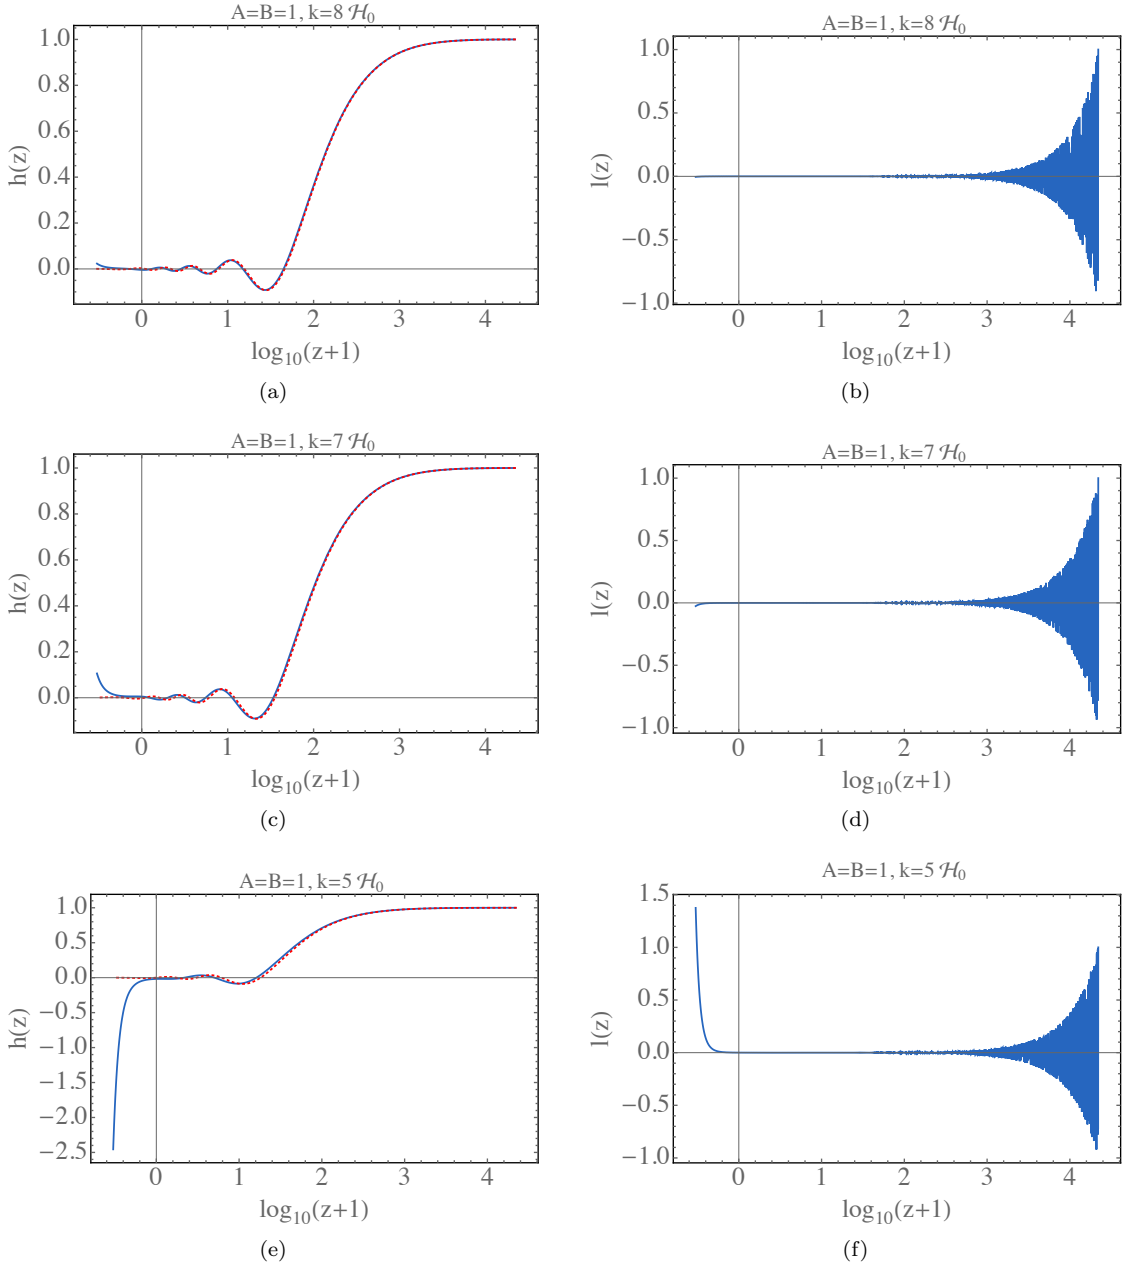 A=B=1, k=8 ℋ₀
h(z)
1.0
0.8
0.6
0.4
0.2
0.0
0 1 2 3 4
log₁₀(z+1)
(a)
A=B=1, k=8 ℋ₀
l(z)
1.0
0.5
0.0
−0.5
−1.0
0 1 2 3 4
log₁₀(z+1)
(b)
A=B=1, k=7 ℋ₀
h(z)
1.0
0.8
0.6
0.4
0.2
0.0
0 1 2 3 4
log₁₀(z+1)
(c)
A=B=1, k=7 ℋ₀
l(z)
1.0
0.5
0.0
−0.5
−1.0
0 1 2 3 4
log₁₀(z+1)
(d)
A=B=1, k=5 ℋ₀
h(z)
1.0
0.5
0.0
−0.5
−1.0
−1.5
−2.0
−2.5
0 1 2 3 4
log₁₀(z+1)
(e)
A=B=1, k=5 ℋ₀
l(z)
1.5
1.0
0.5
0.0
−0.5
−1.0
0 1 2 3 4
log₁₀(z+1)
(f)